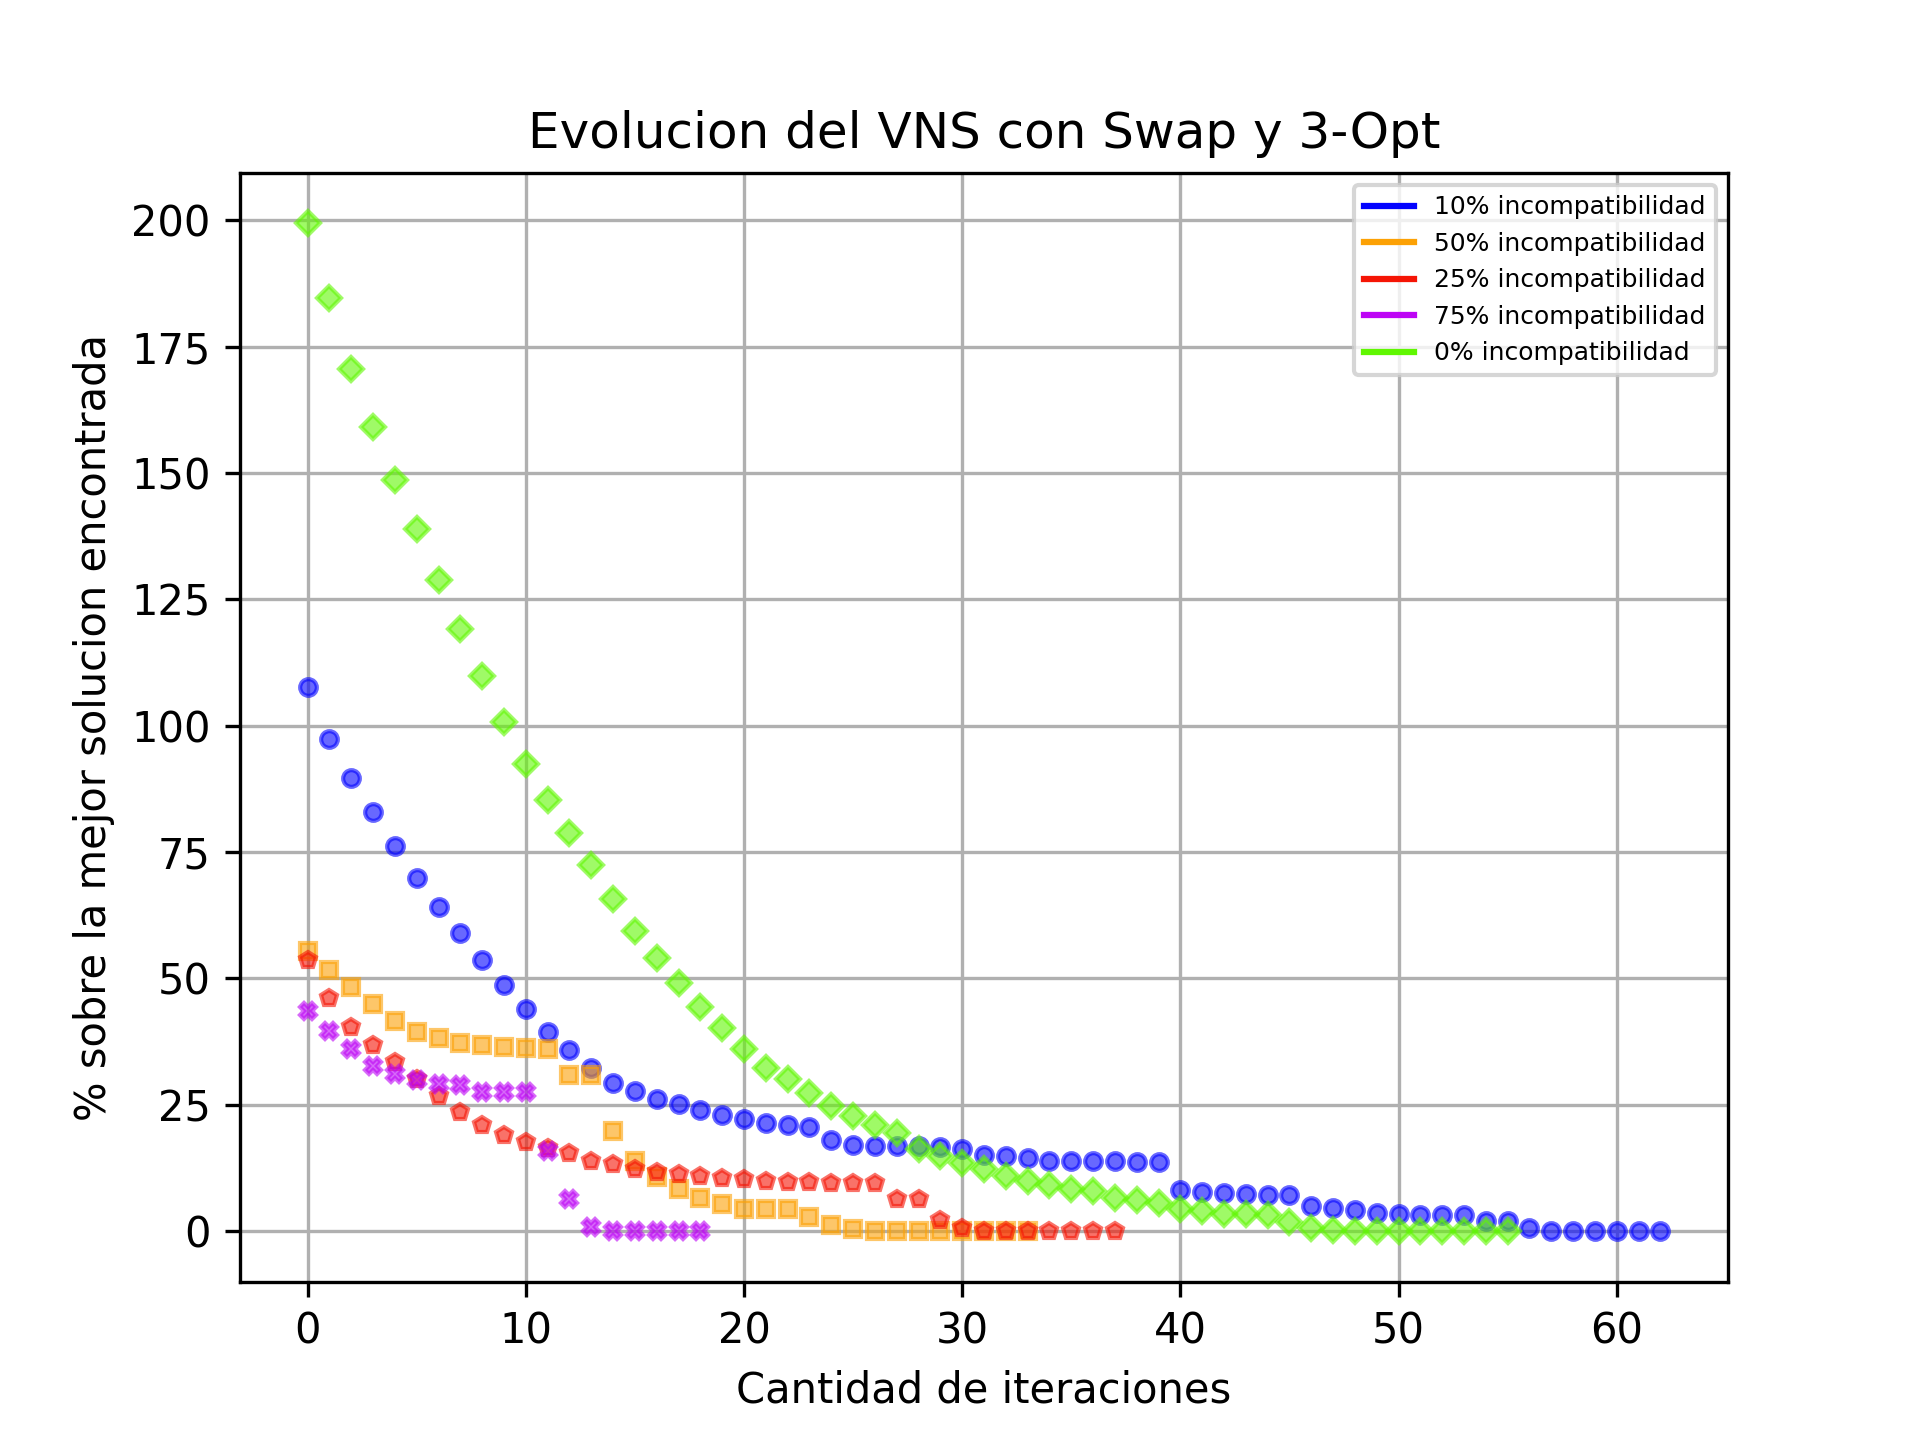 Evolucion del VNS con Swap y 3-Opt
% sobre la mejor solucion encontrada
200
175
150
125
100
75
50
25
0
10% incompatibilidad
50% incompatibilidad
25% incompatibilidad
75% incompatibilidad
0% incompatibilidad
0 10 20 30 40 50 60
Cantidad de iteraciones